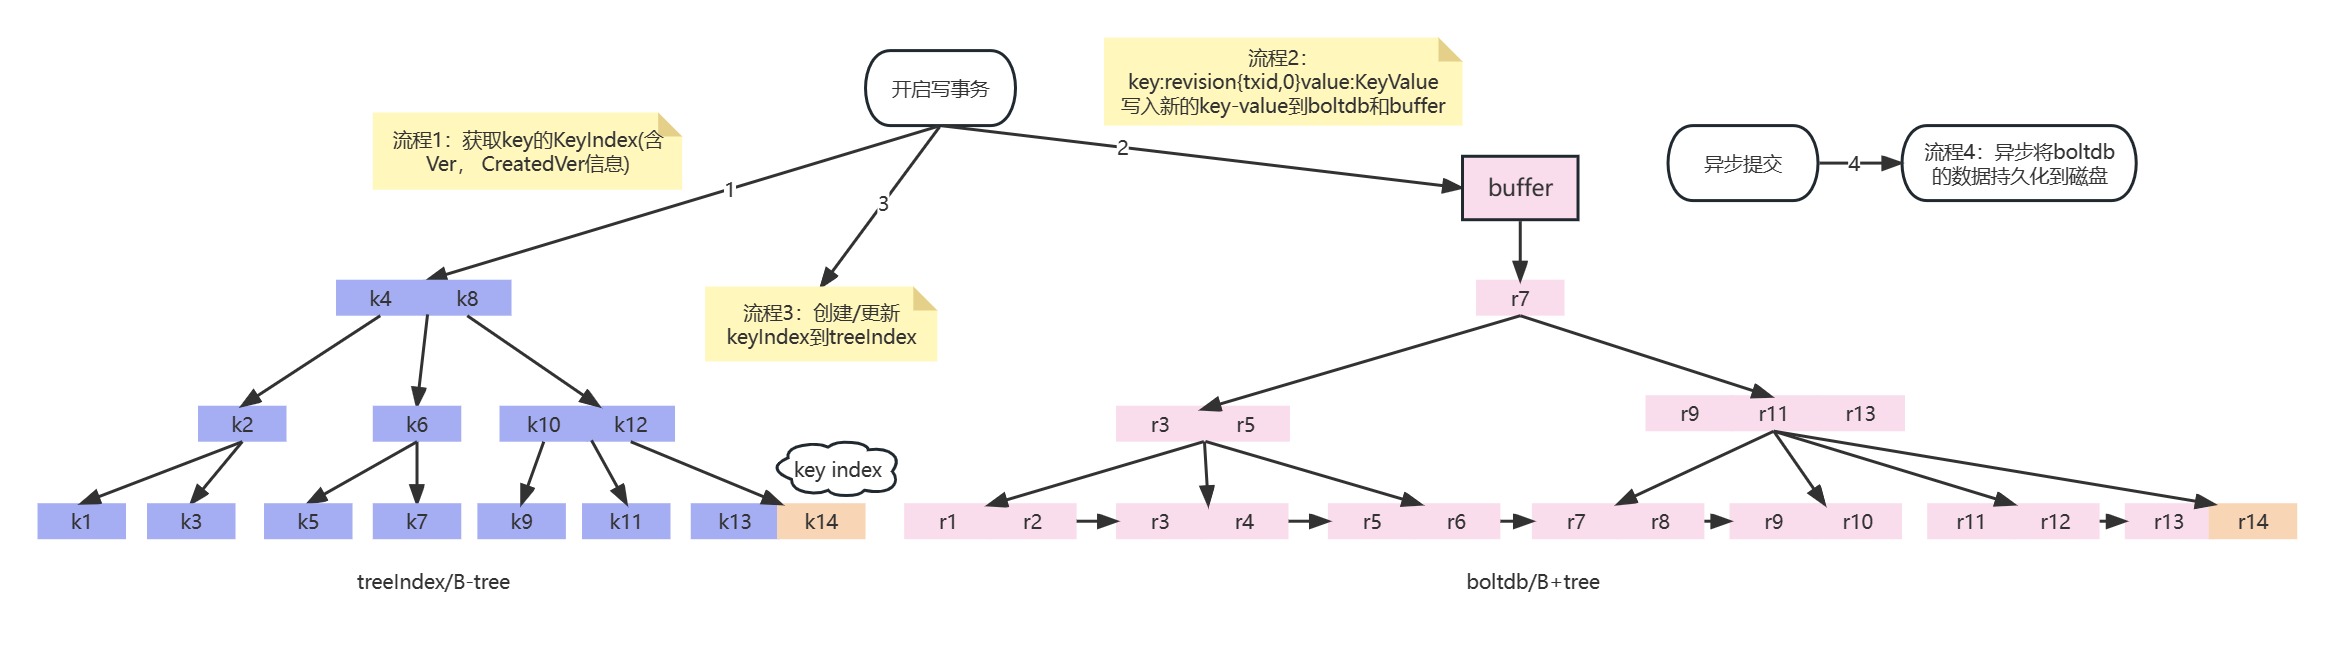 流程2：
key:revision{txid,0}value:KeyValue
写入新的key-value到boltdb和buffer
开启写事务
流程1：获取key的KeyIndex(含
Ver， CreatedVer信息)
异步提交
4
流程4：异步将boltdb
的数据持久化到磁盘
2
1
3
buffer
k4 k8
流程3：创建/更新
keyIndex到treeIndex
r7
k2
k6
k10 k12
r3 r5
r9 r11 r13
key index
k1
k3
k5
k7
k9
k11
k13 k14
r1 r2
r3 r4
r5 r6
r7 r8
r9 r10
r11 r12
r13 r14
treeIndex/B-tree
boltdb/B+tree